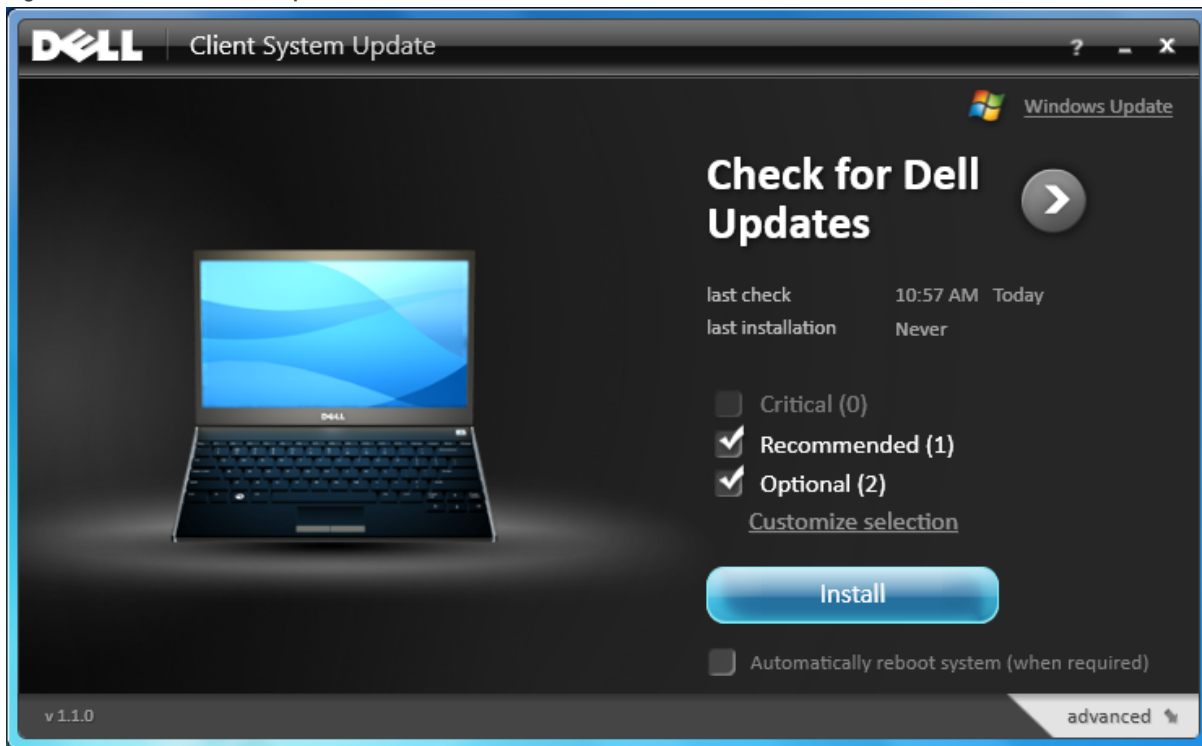 DELL Client System Update ? - x
Windows Update
Check for Dell
Updates
last check 10:57 AM Today
last installation Never
DELL
Critical (0)
Recommended (1)
Optional (2)
Customize selection
Install
Automatically reboot system (when required)
v 1.1.0 advanced